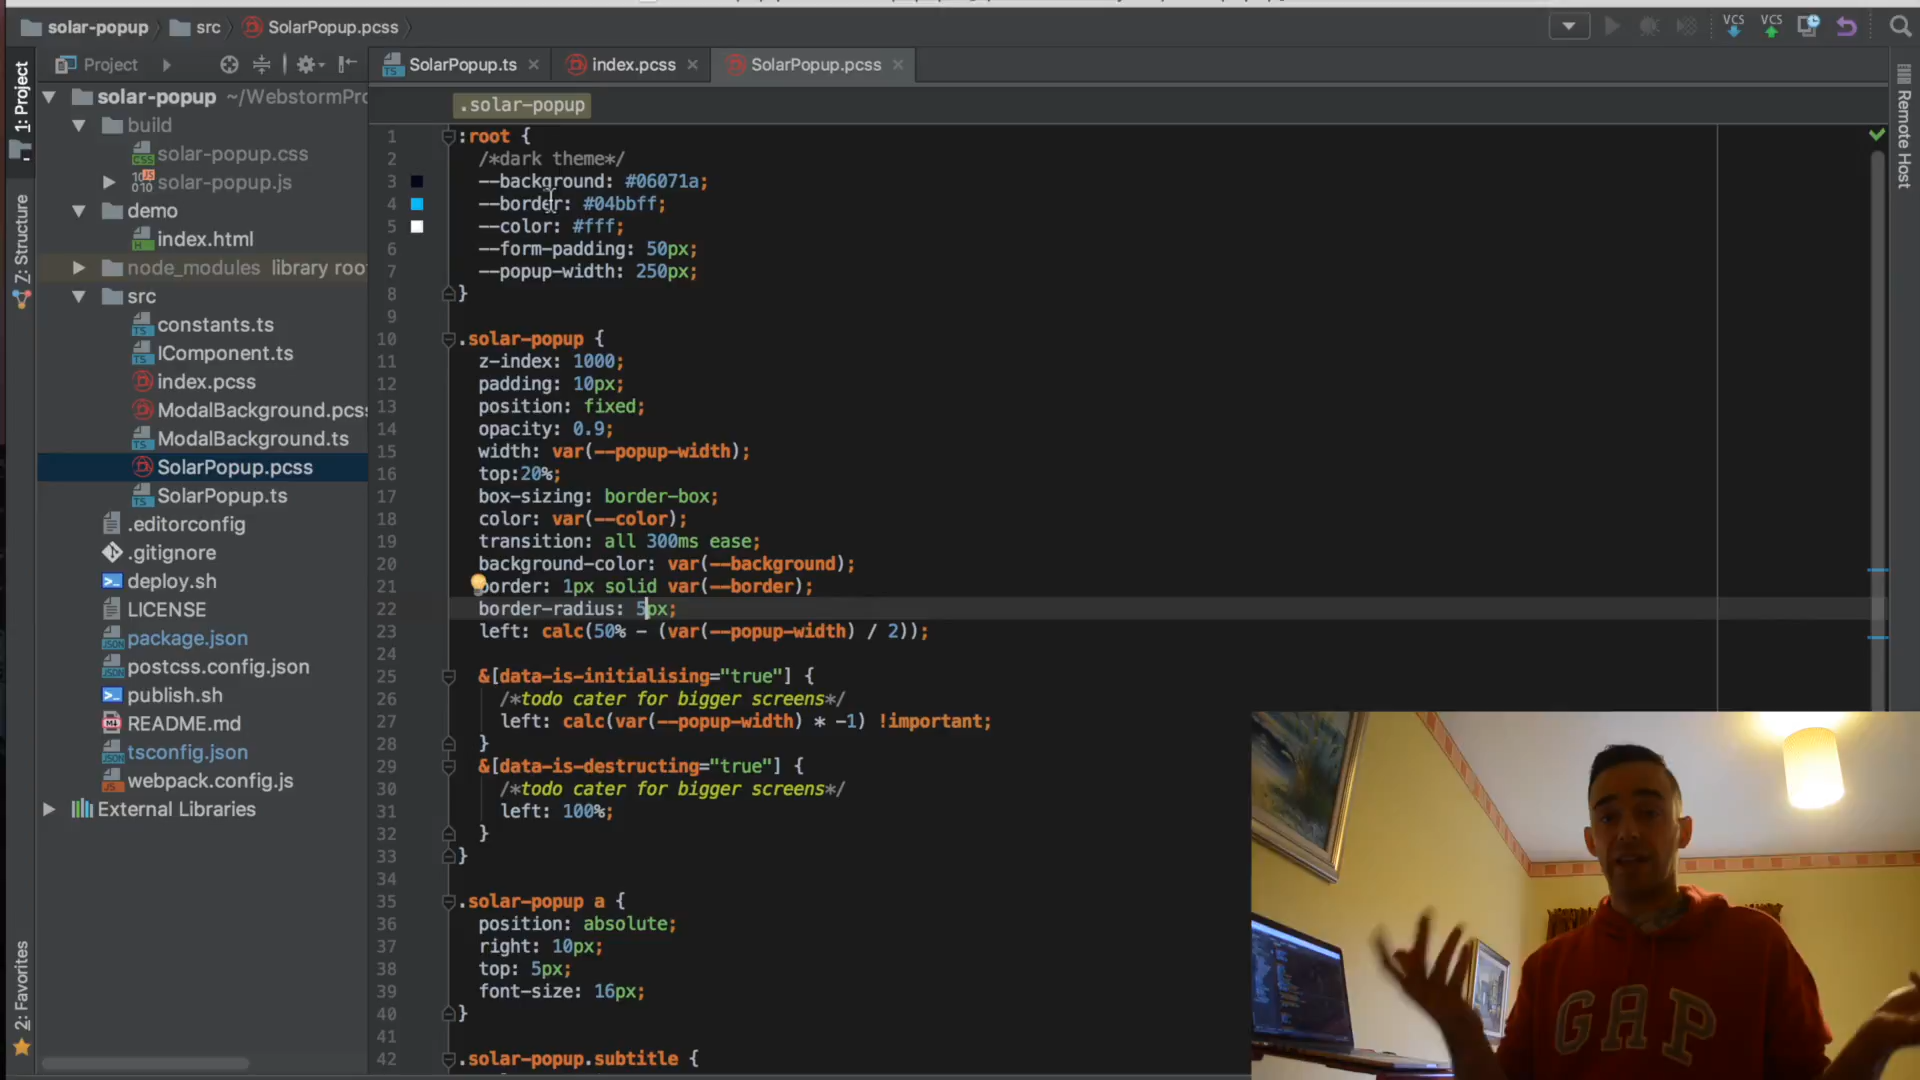 solar-popup
src
SolarPopup.pcss
VCS
VCS
1: Project
Z: Structure
2: Favorites
Project
solar-popup ~/WebstormPro
build
solar-popup.css
solar-popup.js
demo
index.html
node_modules library roo
src
constants.ts
IComponent.ts
index.pcss
ModalBackground.pcs
ModalBackground.ts
SolarPopup.pcss
SolarPopup.ts
.editorconfig
.gitignore
deploy.sh
LICENSE
package.json
postcss.config.json
publish.sh
README.md
tsconfig.json
webpack.config.js
External Libraries
SolarPopup.ts
index.pcss
SolarPopup.pcss
.solar-popup
1 :root {
2 /*dark theme*/
3 --background: #06071a;
4 --border: #04bbff;
5 --color: #fff;
6 --form-padding: 50px;
7 --popup-width: 250px;
8 }
9
10 .solar-popup {
11 z-index: 1000;
12 padding: 10px;
13 position: fixed;
14 opacity: 0.9;
15 width: var(--popup-width);
16 top:20%;
17 box-sizing: border-box;
18 color: var(--color);
19 transition: all 300ms ease;
20 background-color: var(--background);
21 border: 1px solid var(--border);
22 border-radius: 5px;
23 left: calc(50% - (var(--popup-width) / 2));
24
25 &[data-is-initialising="true"] {
26 /*todo cater for bigger screens*/
27 left: calc(var(--popup-width) * -1) !important;
28 }
29 &[data-is-destructing="true"] {
30 /*todo cater for bigger screens*/
31 left: 100%;
32 }
33 }
34
35 .solar-popup a {
36 position: absolute;
37 right: 10px;
38 top: 5px;
39 font-size: 16px;
40 }
41
42 .solar-popup.subtitle {
Remote Host
GAP